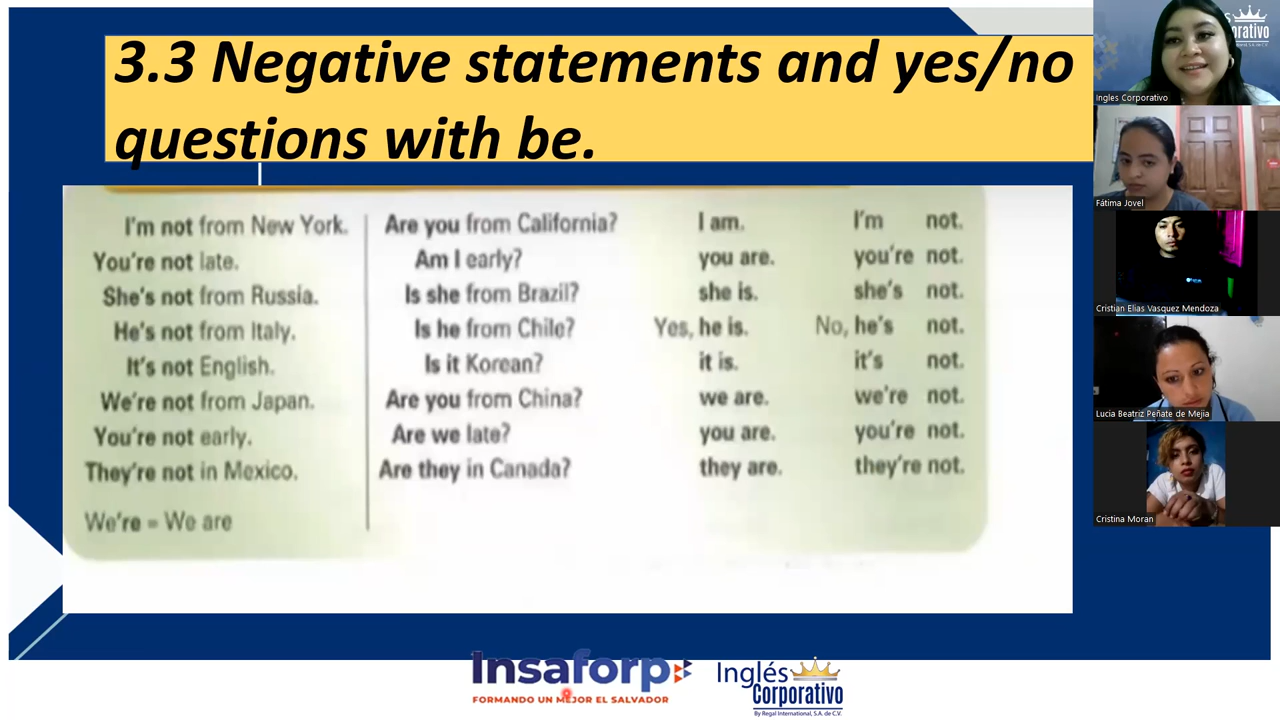 3.3 Negative statements and yes/no
questions with be.
I'm not from New York. Are you from California? I am. I'm not.
You're not late. Am I early? you are. you're not.
She's not from Russia. Is she from Brazil? she is. she's not.
He's not from Italy. Is he from Chile? Yes, he is. No, he's not.
It's not English. Is it Korean? it is. it's not.
We're not from Japan. Are you from China? we are. we're not.
You're not early. Are we late? you are. you're not.
They're not in Mexico. Are they in Canada? they are. they're not.
We're = We are
Insaforp
FORMANDO UN MEJOR EL SALVADOR
Inglés
Corporativo
By Regal International, S.A. de C.V.
Ingles Corporativo
Fátima Jovel
Cristian Elias Vasquez Mendoza
Lucia Beatriz Peñate de Mejia
Cristina Moran